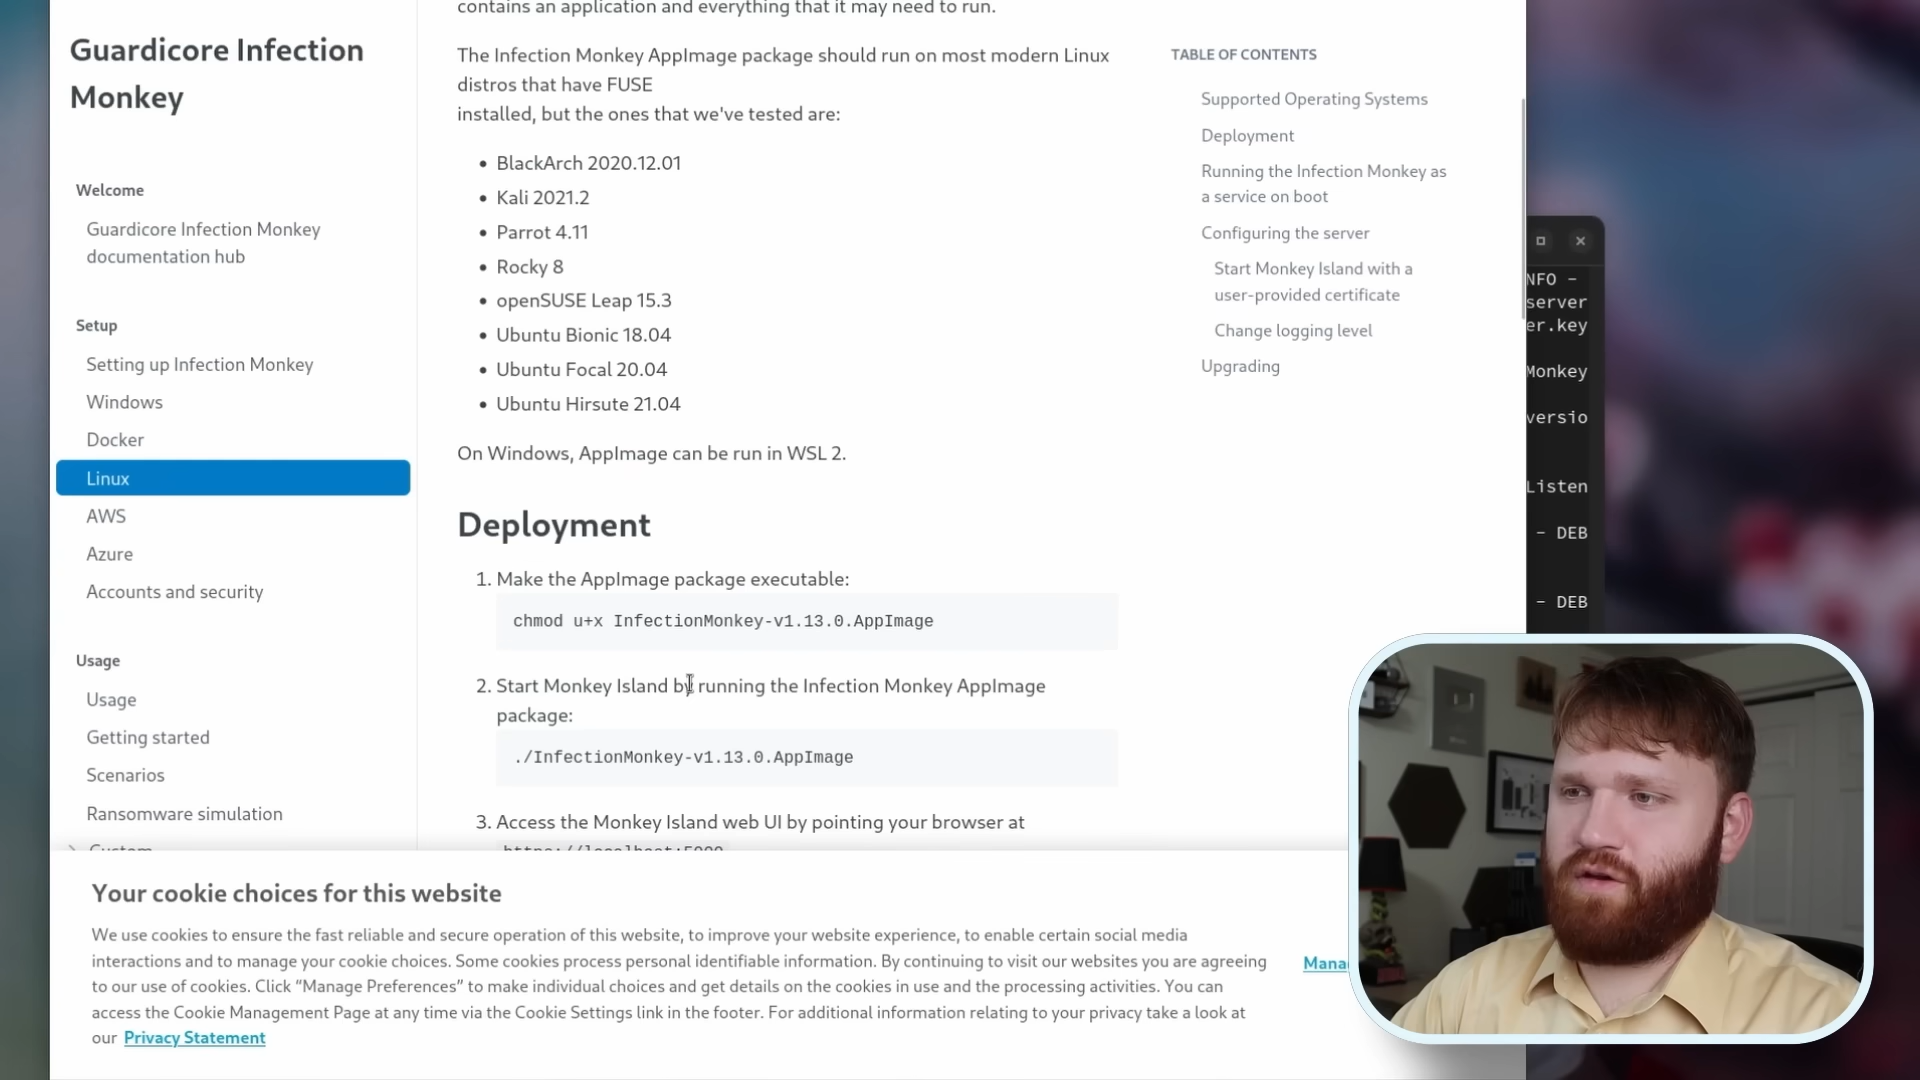 contains an application and everything that it may need to run.
Guardicore Infection
Monkey
Welcome
Guardicore Infection Monkey
documentation hub
Setup
Setting up Infection Monkey
Windows
Docker
Linux
AWS
Azure
Accounts and security
Usage
Usage
Getting started
Scenarios
Ransomware simulation
Custom
The Infection Monkey AppImage package should run on most modern Linux
distros that have FUSE
installed, but the ones that we've tested are:
• BlackArch 2020.12.01
• Kali 2021.2
• Parrot 4.11
• Rocky 8
• openSUSE Leap 15.3
• Ubuntu Bionic 18.04
• Ubuntu Focal 20.04
• Ubuntu Hirsute 21.04
On Windows, AppImage can be run in WSL 2.
Deployment
1. Make the AppImage package executable:
chmod u+x InfectionMonkey-v1.13.0.AppImage
2. Start Monkey Island by running the Infection Monkey AppImage
package:
./InfectionMonkey-v1.13.0.AppImage
3. Access the Monkey Island web UI by pointing your browser at
https://localhost:5000
TABLE OF CONTENTS
Supported Operating Systems
Deployment
Running the Infection Monkey as
a service on boot
Configuring the server
Start Monkey Island with a
user-provided certificate
Change logging level
Upgrading
NFO -
server
er.key
Monkey
versio
Listen
- DEB
- DEB
Your cookie choices for this website
We use cookies to ensure the fast reliable and secure operation of this website, to improve your website experience, to enable certain social media
interactions and to manage your cookie choices. Some cookies process personal identifiable information. By continuing to visit our websites you are agreeing
to our use of cookies. Click “Manage Preferences” to make individual choices and get details on the cookies in use and the processing activities. You can
access the Cookie Management Page at any time via the Cookie Settings link in the footer. For additional information relating to your privacy take a look at
our Privacy Statement
Mana